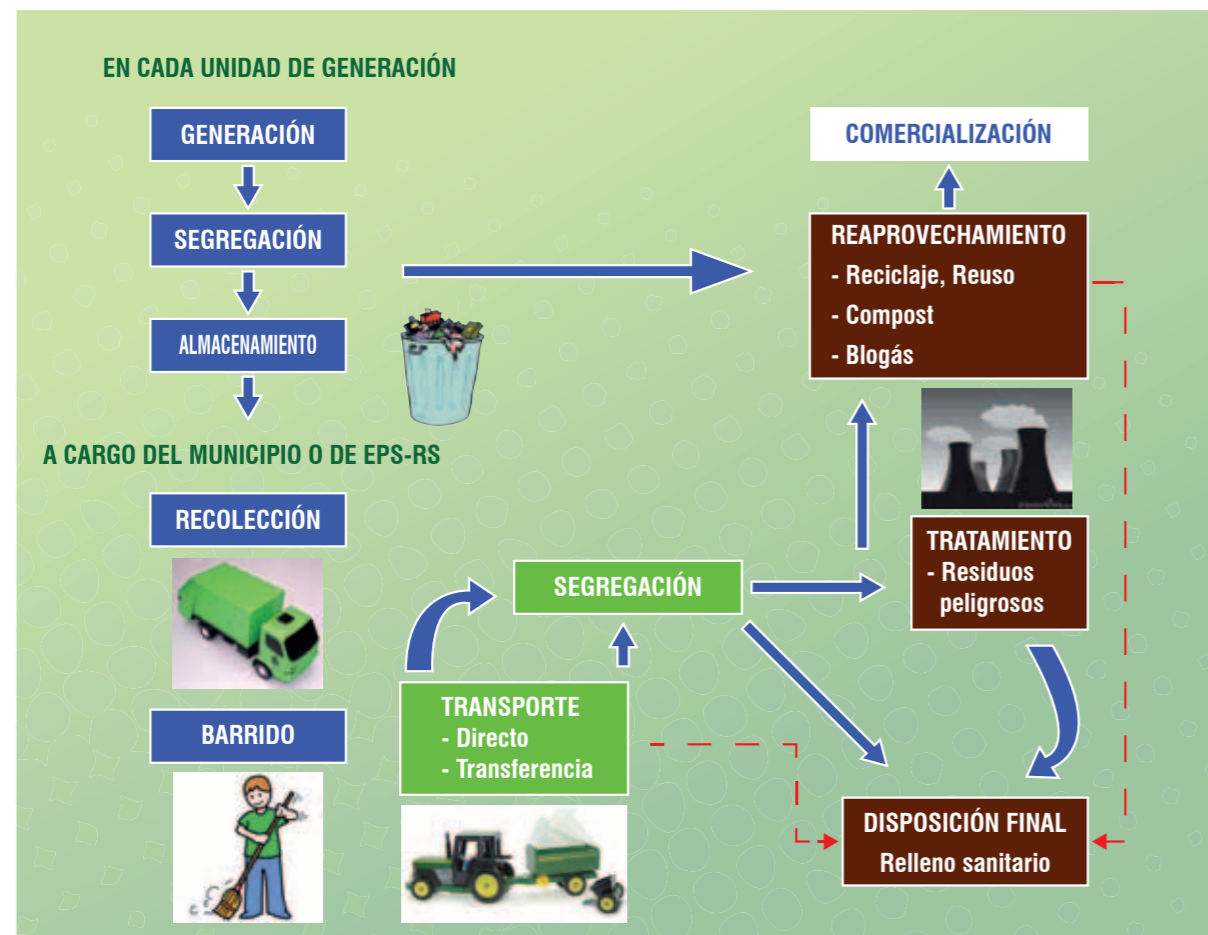 EN CADA UNIDAD DE GENERACIÓN
GENERACIÓN
SEGREGACIÓN
ALMACENAMIENTO
A CARGO DEL MUNICIPIO O DE EPS-RS
RECOLECCIÓN
BARRIDO
TRANSPORTE
- Directo
- Transferencia
SEGREGACIÓN
COMERCIALIZACIÓN
REAPROVECHAMIENTO
- Reciclaje, Reuso
- Compost
- Blogás
TRATAMIENTO
- Residuos
peligrosos
DISPOSICIÓN FINAL
Relleno sanitario